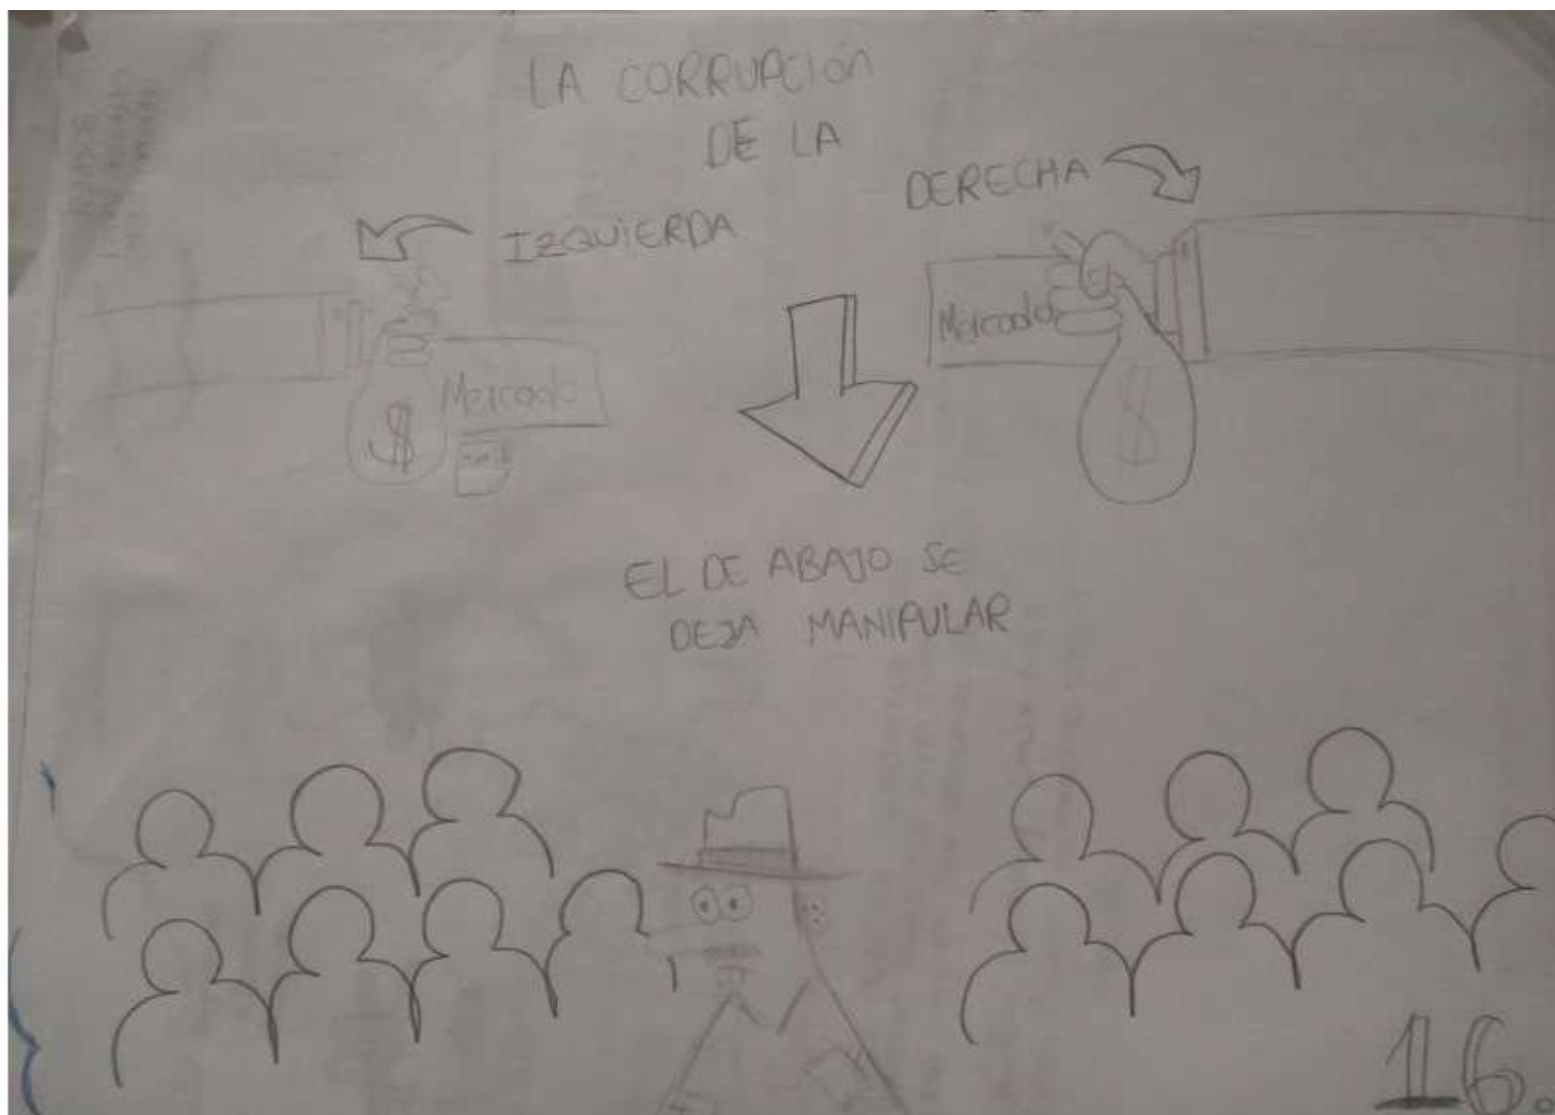 LA CORRUPCIÓN
DE LA
IZQUIERDA
DERECHA
Mercado
$
Mercado
$
EL DE ABAJO SE
DEJA MANIPULAR
16.